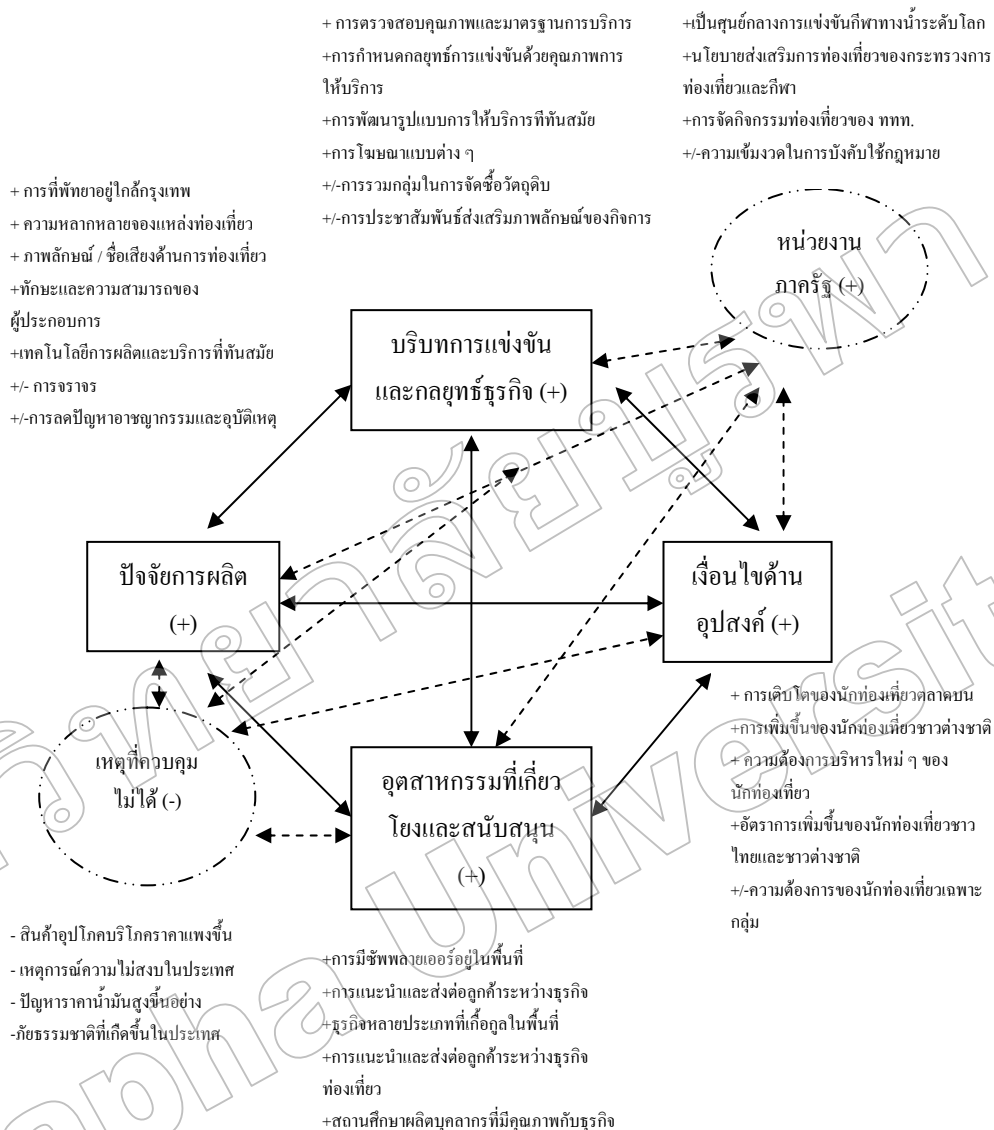 + การตรวจสอบคุณภาพและมาตรฐานการบริการ
+การกำหนดกลยุทธ์การแข่งขันด้วยคุณภาพการ
ให้บริการ
+การพัฒนารูปแบบการให้บริการที่ทันสมัย
+การโฆษณาแบบต่าง ๆ
+/-การรวมกลุ่มในการจัดซื้อวัตถุดิบ
+/-การประชาสัมพันธ์ส่งเสริมภาพลักษณ์ของกิจการ
+เป็นศูนย์กลางการแข่งขันกีฬาทางน้ำระดับโลก
+นโยบายส่งเสริมการท่องเที่ยวของกระทรวงการ
ท่องเที่ยวและกีฬา
+การจัดกิจกรรมท่องเที่ยวของ ททท.
+/-ความเข้มงวดในการบังคับใช้กฎหมาย
+ การที่พัทยาอยู่ใกล้กรุงเทพ
+ ความหลากหลายจองแหล่งท่องเที่ยว
+ ภาพลักษณ์ / ชื่อเสียงด้านการท่องเที่ยว
+ทักษะและความสามารถของ
ผู้ประกอบการ
+เทคโนโลยีการผลิตและบริการที่ทันสมัย
+/- การจราจร
+/-การลดปัญหาอาชญากรรมและอุบัติเหตุ
หน่วยงาน
ภาครัฐ (+)
บริบทการแข่งขัน
และกลยุทธ์ธุรกิจ (+)
ปัจจัยการผลิต
(+)
เงื่อนไขด้าน
อุปสงค์ (+)
เหตุที่ควบคุม
ไม่ได้ (-)
อุตสาหกรรมที่เกี่ยว
โยงและสนับสนุน
(+)
+ การเติบโตของนักท่องเที่ยวตลาดบน
+การเพิ่มขึ้นของนักท่องเที่ยวชาวต่างชาติ
+ ความต้องการบริหารใหม่ ๆ ของ
นักท่องเที่ยว
+อัตราการเพิ่มขึ้นของนักท่องเที่ยวชาว
ไทยและชาวต่างชาติ
+/-ความต้องการของนักท่องเที่ยวเฉพาะ
กลุ่ม
- สินค้าอุปโภคบริโภคราคาแพงขึ้น
- เหตุการณ์ความไม่สงบในประเทศ
- ปัญหาราคาน้ำมันสูงขึ้นอย่าง
-ภัยธรรมชาติที่เกิดขึ้นในประเทศ
+การมีซัพพลายเออร์อยู่ในพื้นที่
+การแนะนำและส่งต่อลูกค้าระหว่างธุรกิจ
+ธุรกิจหลายประเภทที่เกื้อกูลในพื้นที่
+การแนะนำและส่งต่อลูกค้าระหว่างธุรกิจ
ท่องเที่ยว
+สถานศึกษาผลิตบุคลากรที่มีคุณภาพกับธุรกิจ